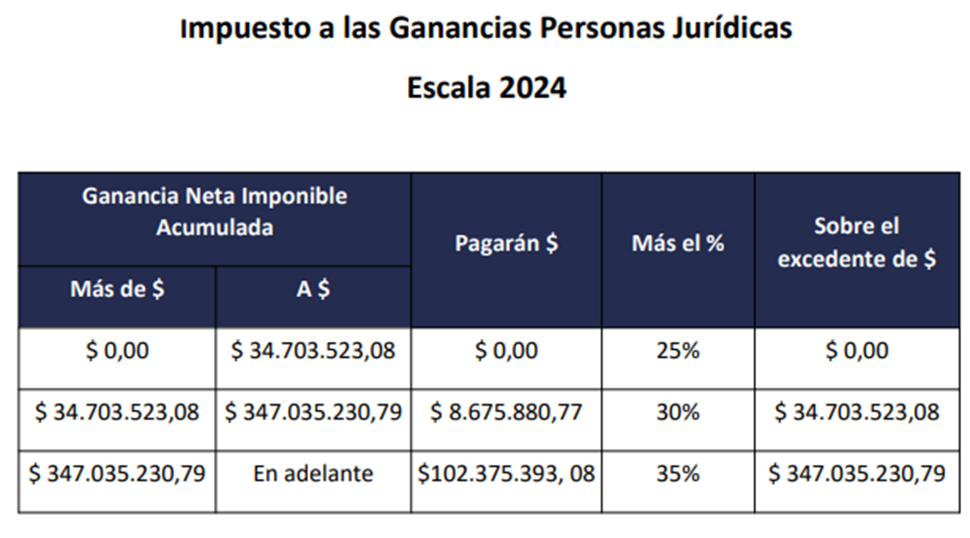 Impuesto a las Ganancias Personas Jurídicas
Escala 2024
Ganancia Neta Imponible
Acumulada
Pagarán $
Más el %
Sobre el
excedente de $
Más de $
A $
$ 0,00
$ 34.703.523,08
$ 0,00
25%
$ 0,00
$ 34.703.523,08
$ 347.035.230,79
$ 8.675.880,77
30%
$ 34.703.523,08
$ 347.035.230,79
En adelante
$102.375.393, 08
35%
$ 347.035.230,79